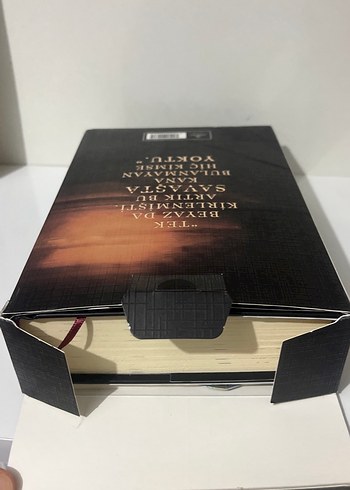 "TEK
BEYAZ DA
KİRLENMİŞTİ.
ARTIK BU
SAVAŞTA
KANA
BULANMAYAN
HİÇ KİMSE
YOKTU."